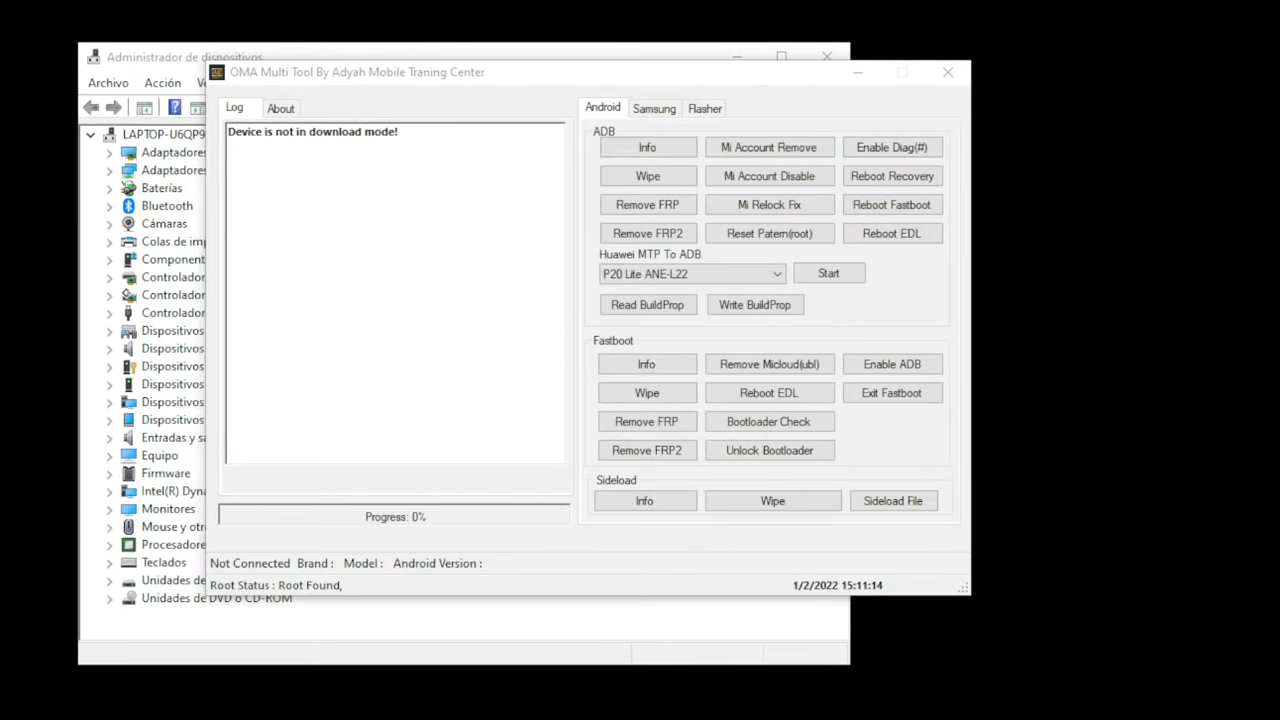 Administrador de dispositivos
Archivo Acción
LAPTOP-U6QP9
Adaptadores
Adaptadores
Baterías
Bluetooth
Cámaras
Colas de
Component
Controlador
Controlador
Controlador
Dispositivos
Dispositivos
Dispositivos
Dispositivos
Dispositivos
Dispositivos
Entradas y
Equipo
Firmware
Intel(R)
Monitores
Mouse y
Procesadore
Teclados
Unidades de
Unidades de DVD o CD-ROM
OMA Multi Tool By Adyah Mobile Traning Center
Log About
Device is not in download mode!
Progress: 0%
Android Samsung Flasher
ADB
Info Mi Account Remove Enable Diag(#)
Wipe Mi Account Disable Reboot Recovery
Remove FRP Mi Relock Fix Reboot Fastboot
Remove FRP2 Reset Patern(root) Reboot EDL
Huawei MTP To ADB
P20 Lite ANE-L22 Start
Read BuildProp Write BuildProp
Fastboot
Info Remove Micloud(ubl) Enable ADB
Wipe Reboot EDL Exit Fastboot
Remove FRP Bootloader Check
Remove FRP2 Unlock Bootloader
Sideload
Info Wipe Sideload File
Not Connected Brand : Model : Android Version :
Root Status : Root Found, 1/2/2022 15:11:14